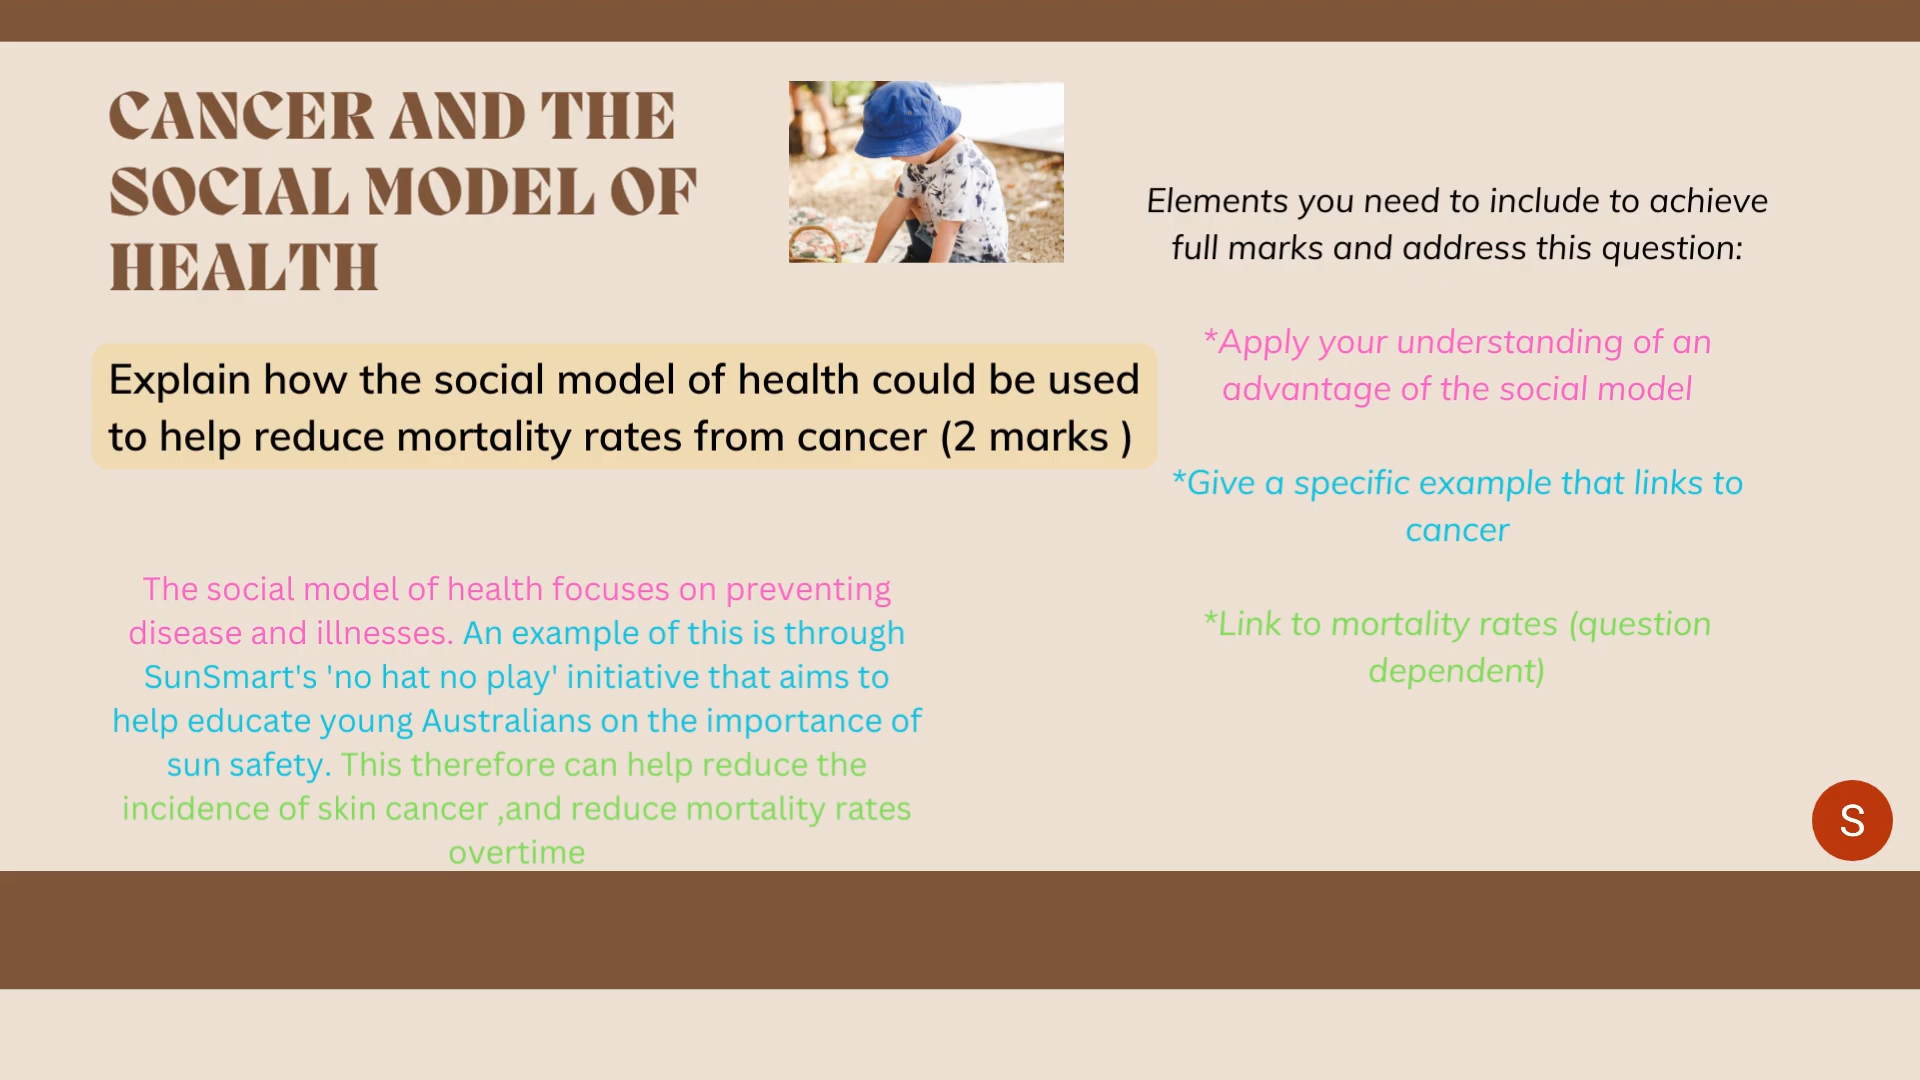 CANCER AND THE
SOCIAL MODEL OF
HEALTH
Explain how the social model of health could be used
to help reduce mortality rates from cancer (2 marks )
The social model of health focuses on preventing
disease and illnesses. An example of this is through
SunSmart's 'no hat no play' initiative that aims to
help educate young Australians on the importance of
sun safety. This therefore can help reduce the
incidence of skin cancer ,and reduce mortality rates
overtime
Elements you need to include to achieve
full marks and address this question:
*Apply your understanding of an
advantage of the social model
*Give a specific example that links to
cancer
*Link to mortality rates (question
dependent)
S